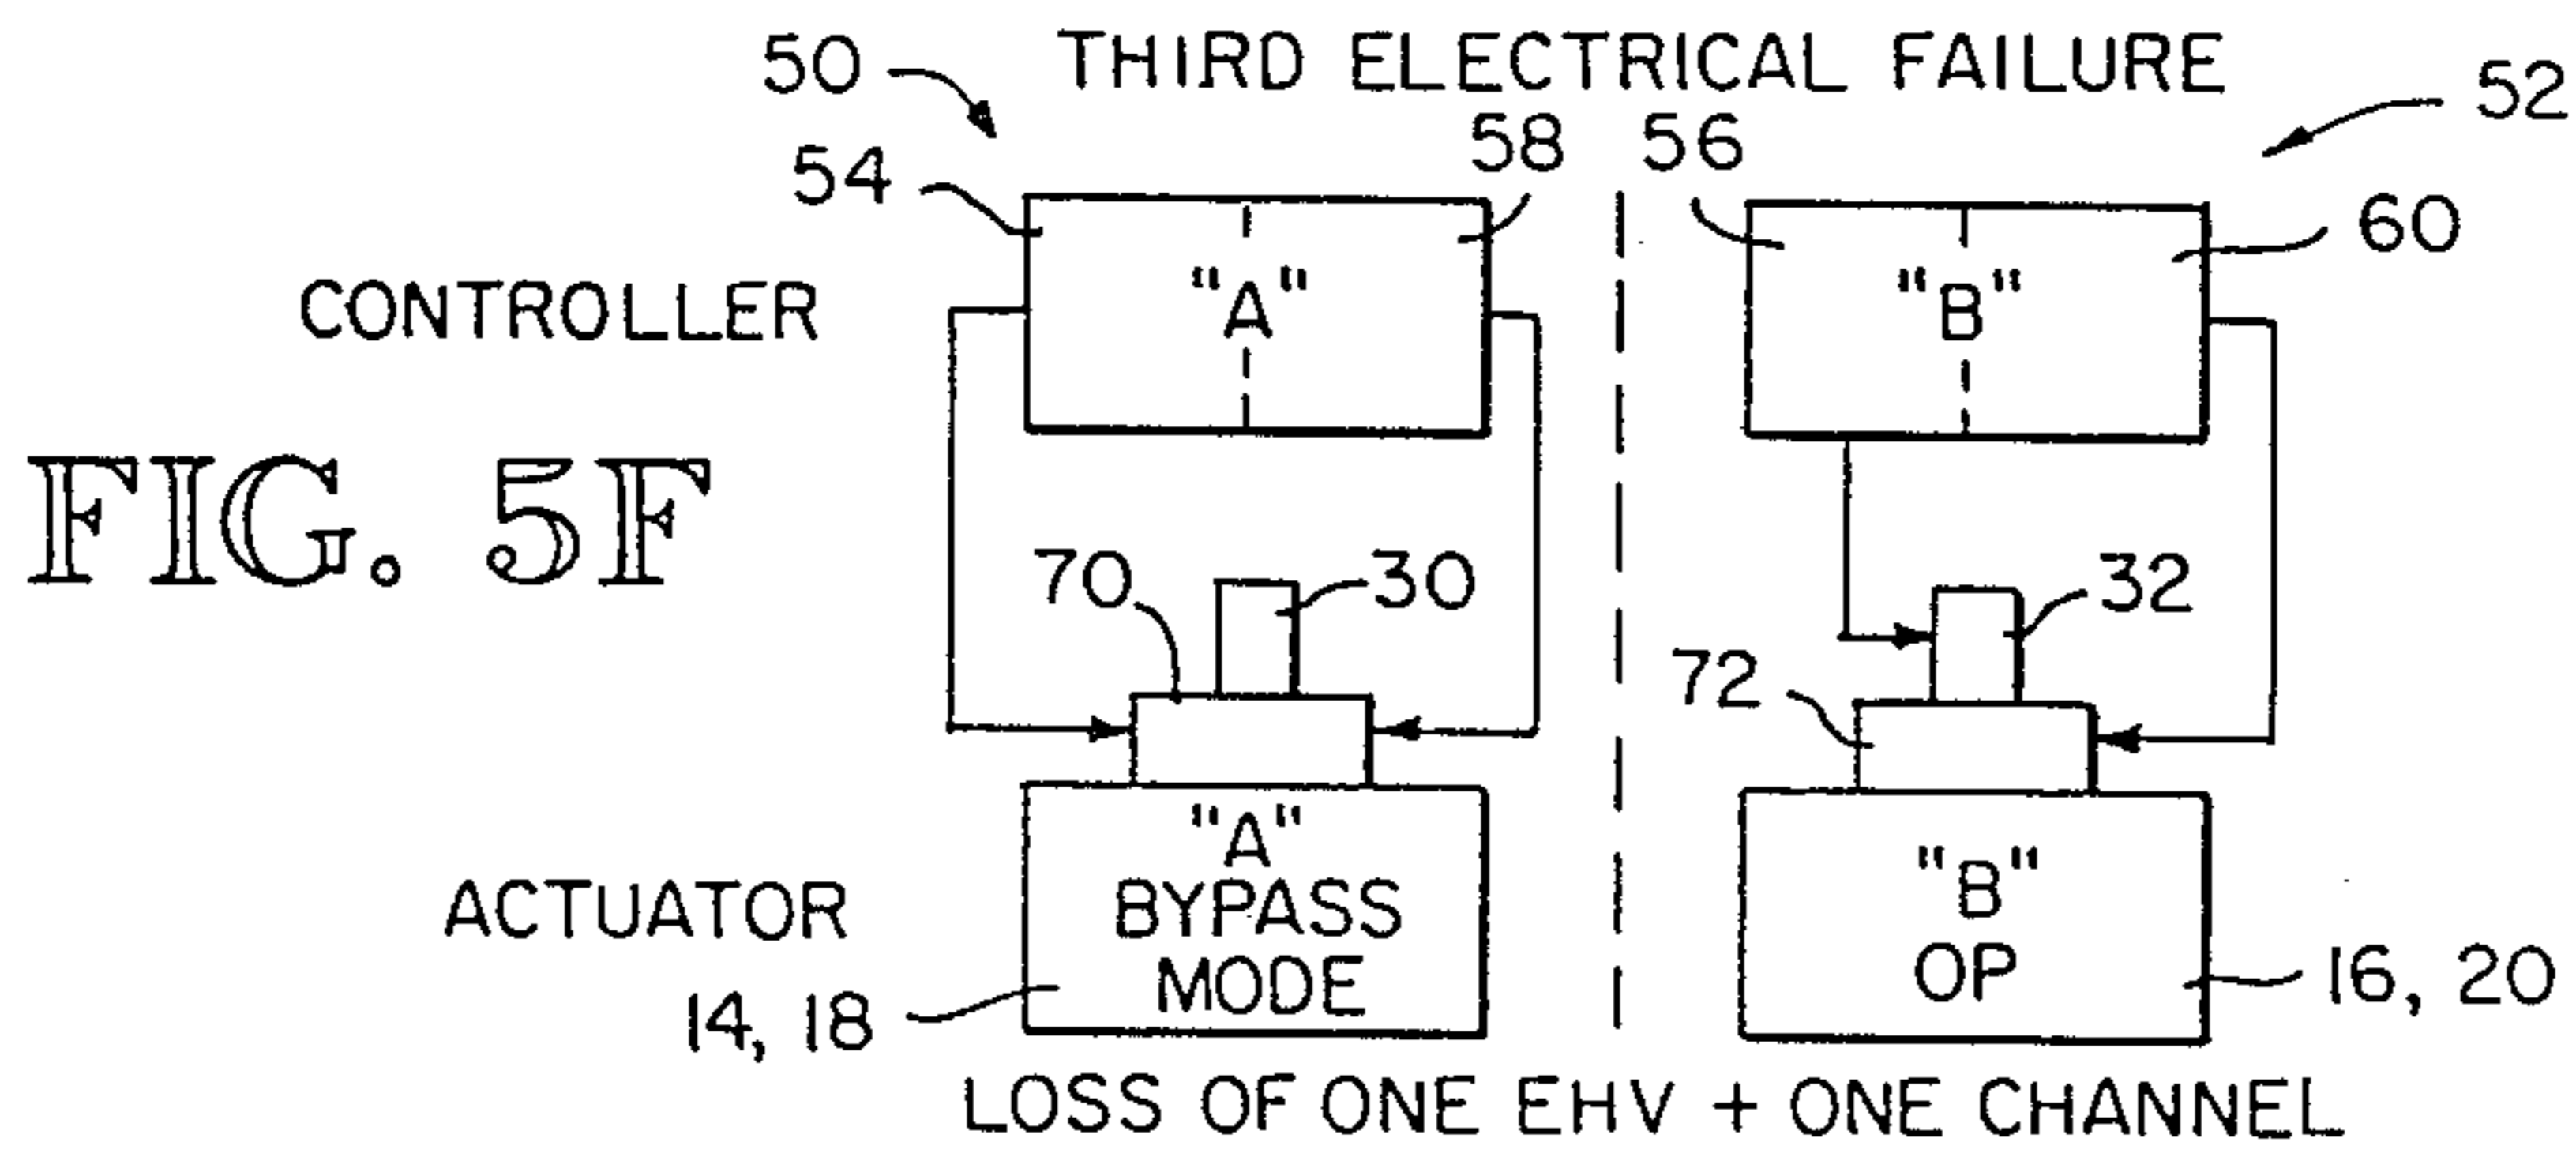 THIRD ELECTRICAL FAILURE
50
52
54
58
56
60
CONTROLLER
"A"
"B"
FIG. 5F
70
30
32
72
ACTUATOR
"A"
BYPASS
MODE
"B"
OP
14, 18
16, 20
LOSS OF ONE EHV + ONE CHANNEL